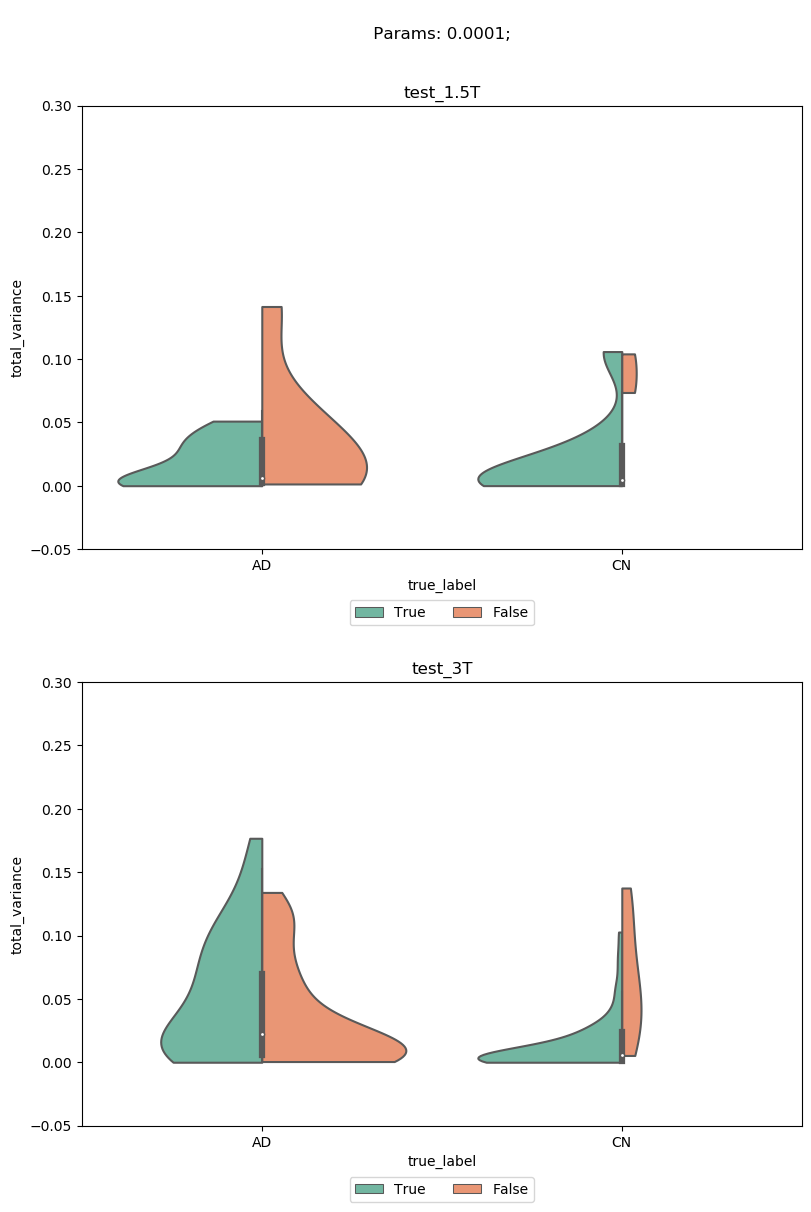 Params: 0.0001;
test_1.5T
0.30
0.25
0.20
0.15
0.10
0.05
0.00
−0.05
total_variance
AD
CN
true_label
True
False
test_3T
0.30
0.25
0.20
0.15
0.10
0.05
0.00
−0.05
total_variance
AD
CN
true_label
True
False